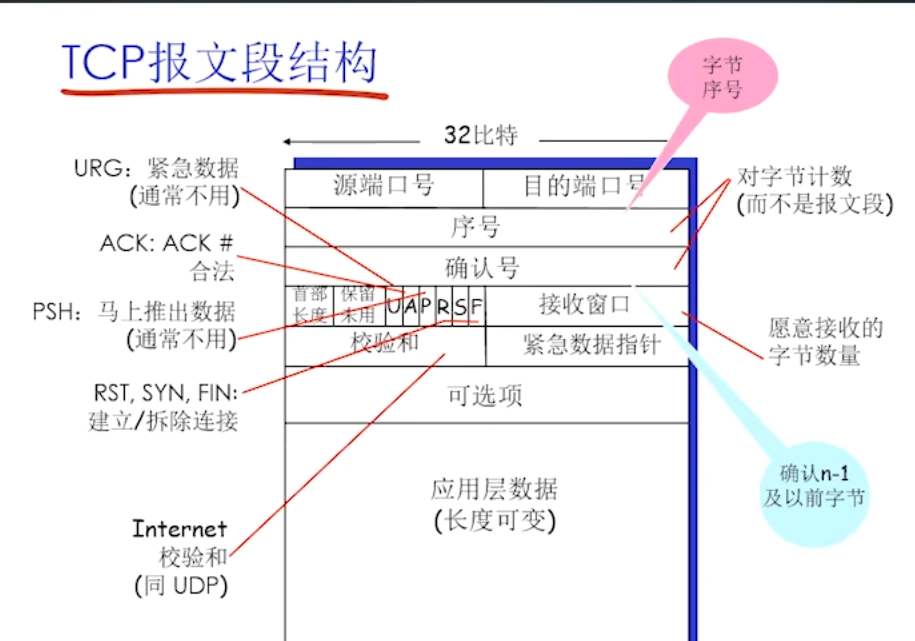 TCP报文段结构
字节
序号
32比特
URG：紧急数据
(通常不用)
源端口号
目的端口号
对字节计数
(而不是报文段)
序号
ACK: ACK #
合法
确认号
首部
长度
保留
未用
U
A
P
R
S
F
接收窗口
PSH：马上推出数据
(通常不用)
愿意接收的
字节数量
校验和
紧急数据指针
RST, SYN, FIN:
建立/拆除连接
可选项
确认n-1
及以前字节
应用层数据
(长度可变)
Internet
校验和
(同 UDP)